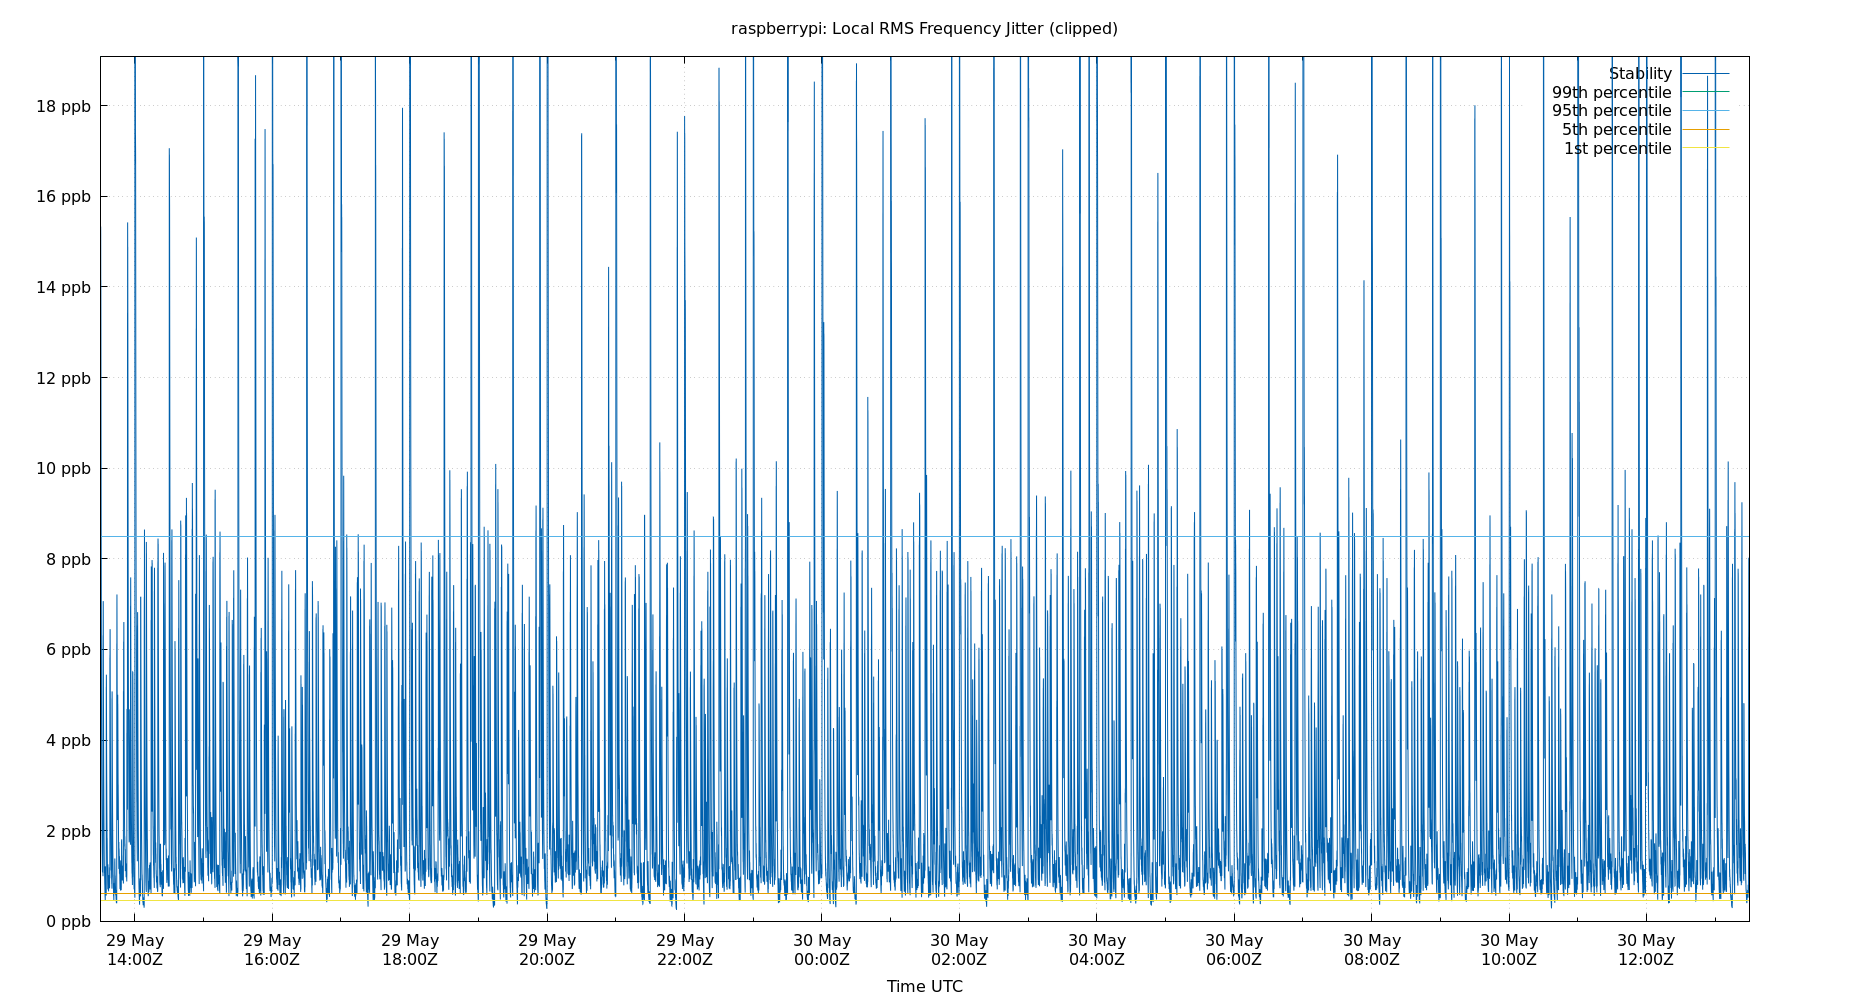 raspberrypi: Local RMS Frequency Jitter (clipped)
Stability
99th percentile
95th percentile
5th percentile
1st percentile
18 ppb
16 ppb
14 ppb
12 ppb
10 ppb
8 ppb
6 ppb
4 ppb
2 ppb
0 ppb
29 May 29 May 29 May 29 May 29 May 30 May 30 May 30 May 30 May 30 May 30 May 30 May
14:00Z 16:00Z 18:00Z 20:00Z 22:00Z 00:00Z 02:00Z 04:00Z 06:00Z 08:00Z 10:00Z 12:00Z
Time UTC